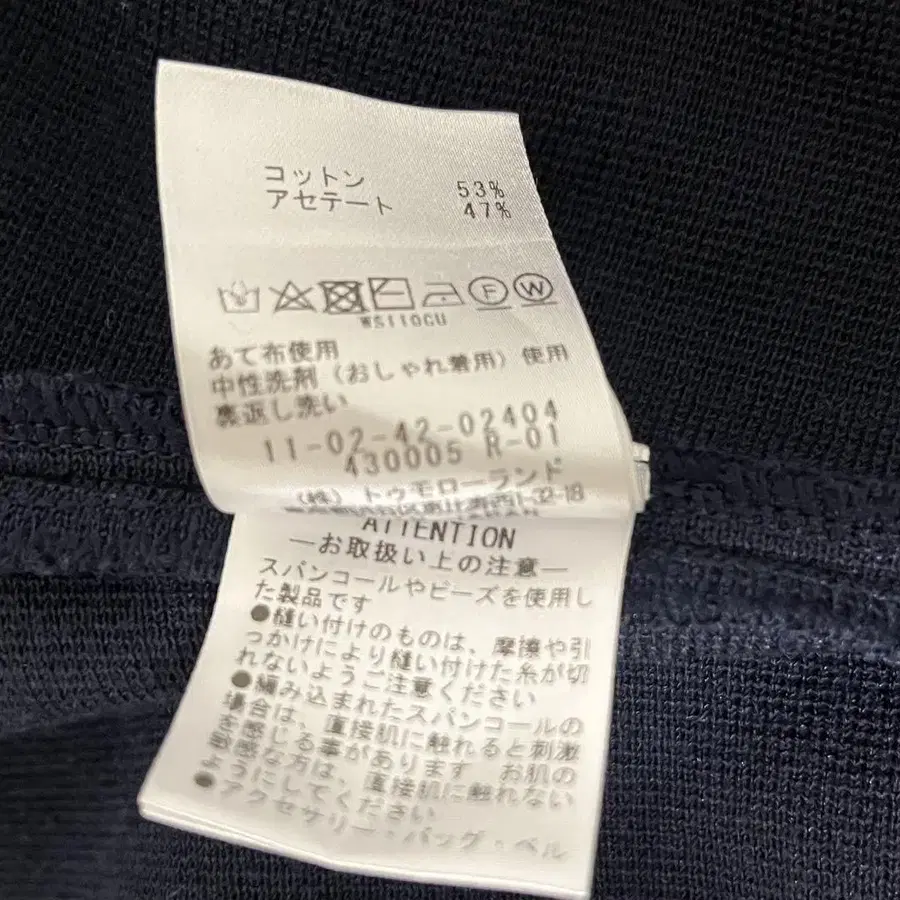 コットン 53%
アセテート 47%
F W
WS110CU
あて布使用
中性洗剤（おしゃれ着用）使用
裏返し洗い
11-02-42-02404
430005 R-01
（株）トゥモローランド
32-18
ATTENTION
―お取扱い上の注意―
スパンコールやビーズを使用し
た製品です
●縫い付けのものは、摩擦や引
っかけにより縫い付けた糸が切
れないようご注意ください
●編み込まれたスパンコールの
場合は、直接肌に触れると刺激
を感じる事があります お肌の
敏感な方は、直接肌に触れない
ようにしてください
●アクセサリー・バッグ・ベル